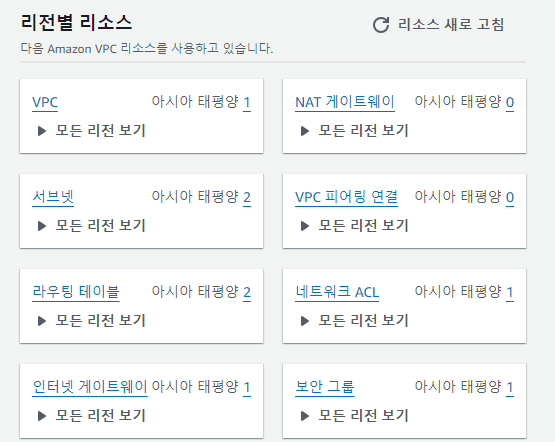 리전별 리소스
리소스 새로 고침
다음 Amazon VPC 리소스를 사용하고 있습니다.
VPC 아시아 태평양 1
모든 리전 보기
NAT 게이트웨이 아시아 태평양 0
모든 리전 보기
서브넷 아시아 태평양 2
모든 리전 보기
VPC 피어링 연결 아시아 태평양 0
모든 리전 보기
라우팅 테이블 아시아 태평양 2
모든 리전 보기
네트워크 ACL 아시아 태평양 1
모든 리전 보기
인터넷 게이트웨이 아시아 태평양 1
모든 리전 보기
보안 그룹 아시아 태평양 1
모든 리전 보기